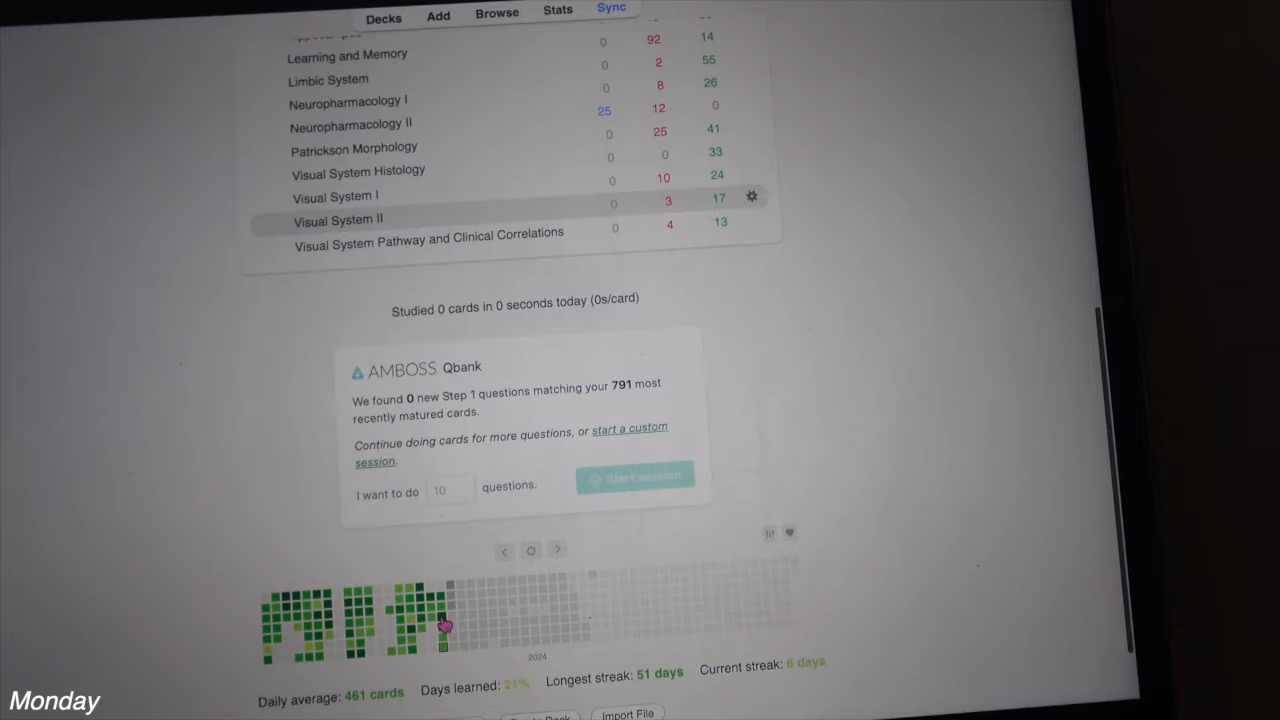 Decks Add Browse Stats Sync
0 92 14
Learning and Memory 0 2 55
Limbic System 0 8 26
Neuropharmacology I 25 12 0
Neuropharmacology II 0 25 41
Patrickson Morphology 0 0 33
Visual System Histology 0 10 24
Visual System I 0 3 17
Visual System II 0 4 13
Visual System Pathway and Clinical Correlations
Studied 0 cards in 0 seconds today (0s/card)
AMBOSS Qbank
We found 0 new Step 1 questions matching your 791 most
recently matured cards.
Continue doing cards for more questions, or start a custom
session.
I want to do 10 questions. Start session
2024
Daily average: 461 cards Days learned: 21% Longest streak: 51 days Current streak: 6 days
Import File
Monday